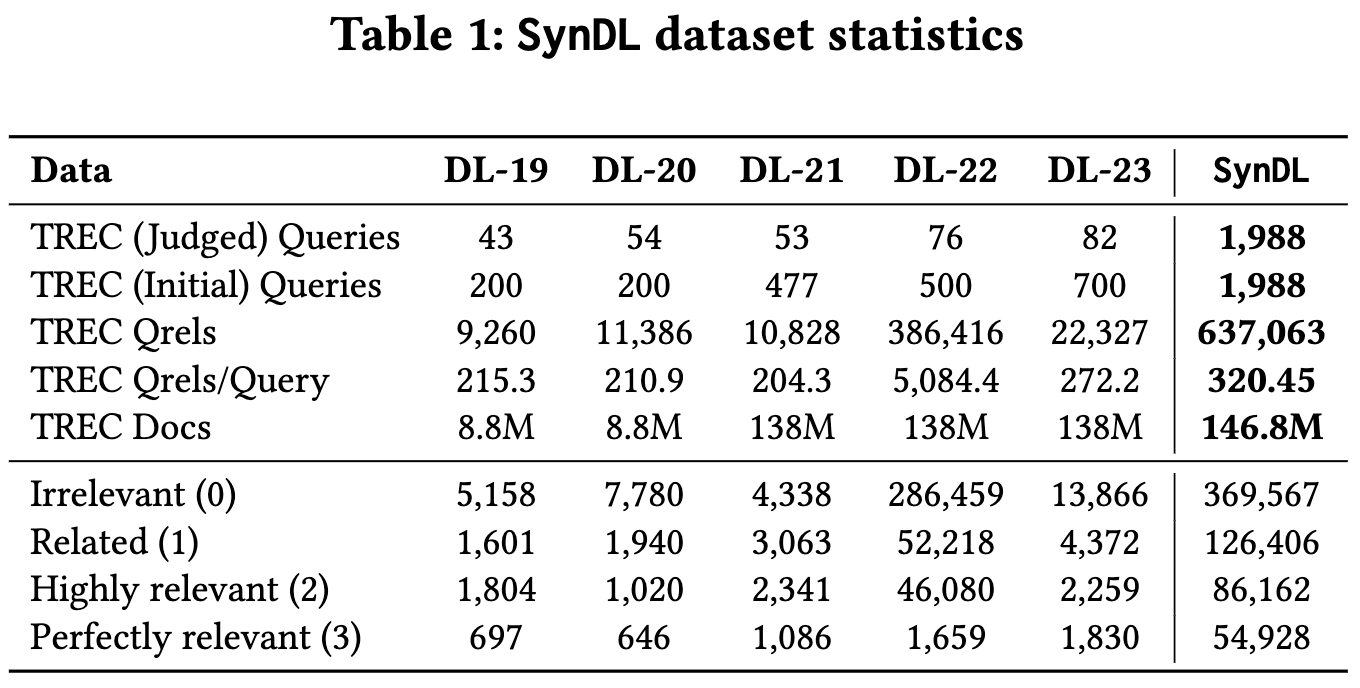 Table 1: SynDL dataset statistics
Data DL-19 DL-20 DL-21 DL-22 DL-23 SynDL
TREC (Judged) Queries 43 54 53 76 82 1,988
TREC (Initial) Queries 200 200 477 500 700 1,988
TREC Qrels 9,260 11,386 10,828 386,416 22,327 637,063
TREC Qrels/Query 215.3 210.9 204.3 5,084.4 272.2 320.45
TREC Docs 8.8M 8.8M 138M 138M 138M 146.8M
Irrelevant (0) 5,158 7,780 4,338 286,459 13,866 369,567
Related (1) 1,601 1,940 3,063 52,218 4,372 126,406
Highly relevant (2) 1,804 1,020 2,341 46,080 2,259 86,162
Perfectly relevant (3) 697 646 1,086 1,659 1,830 54,928